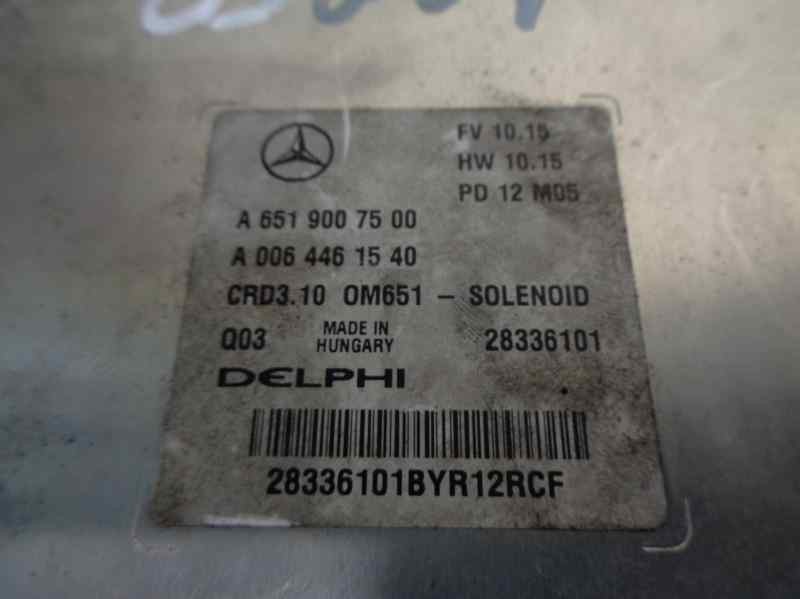 FV 10.15
HW 10.15
PD 12 M05
A 651 900 75 00
A 006 446 15 40
CRD3.10 OM651 – SOLENOID
Q03 MADE IN HUNGARY 28336101
DELPHI
28336101BYR12RCF